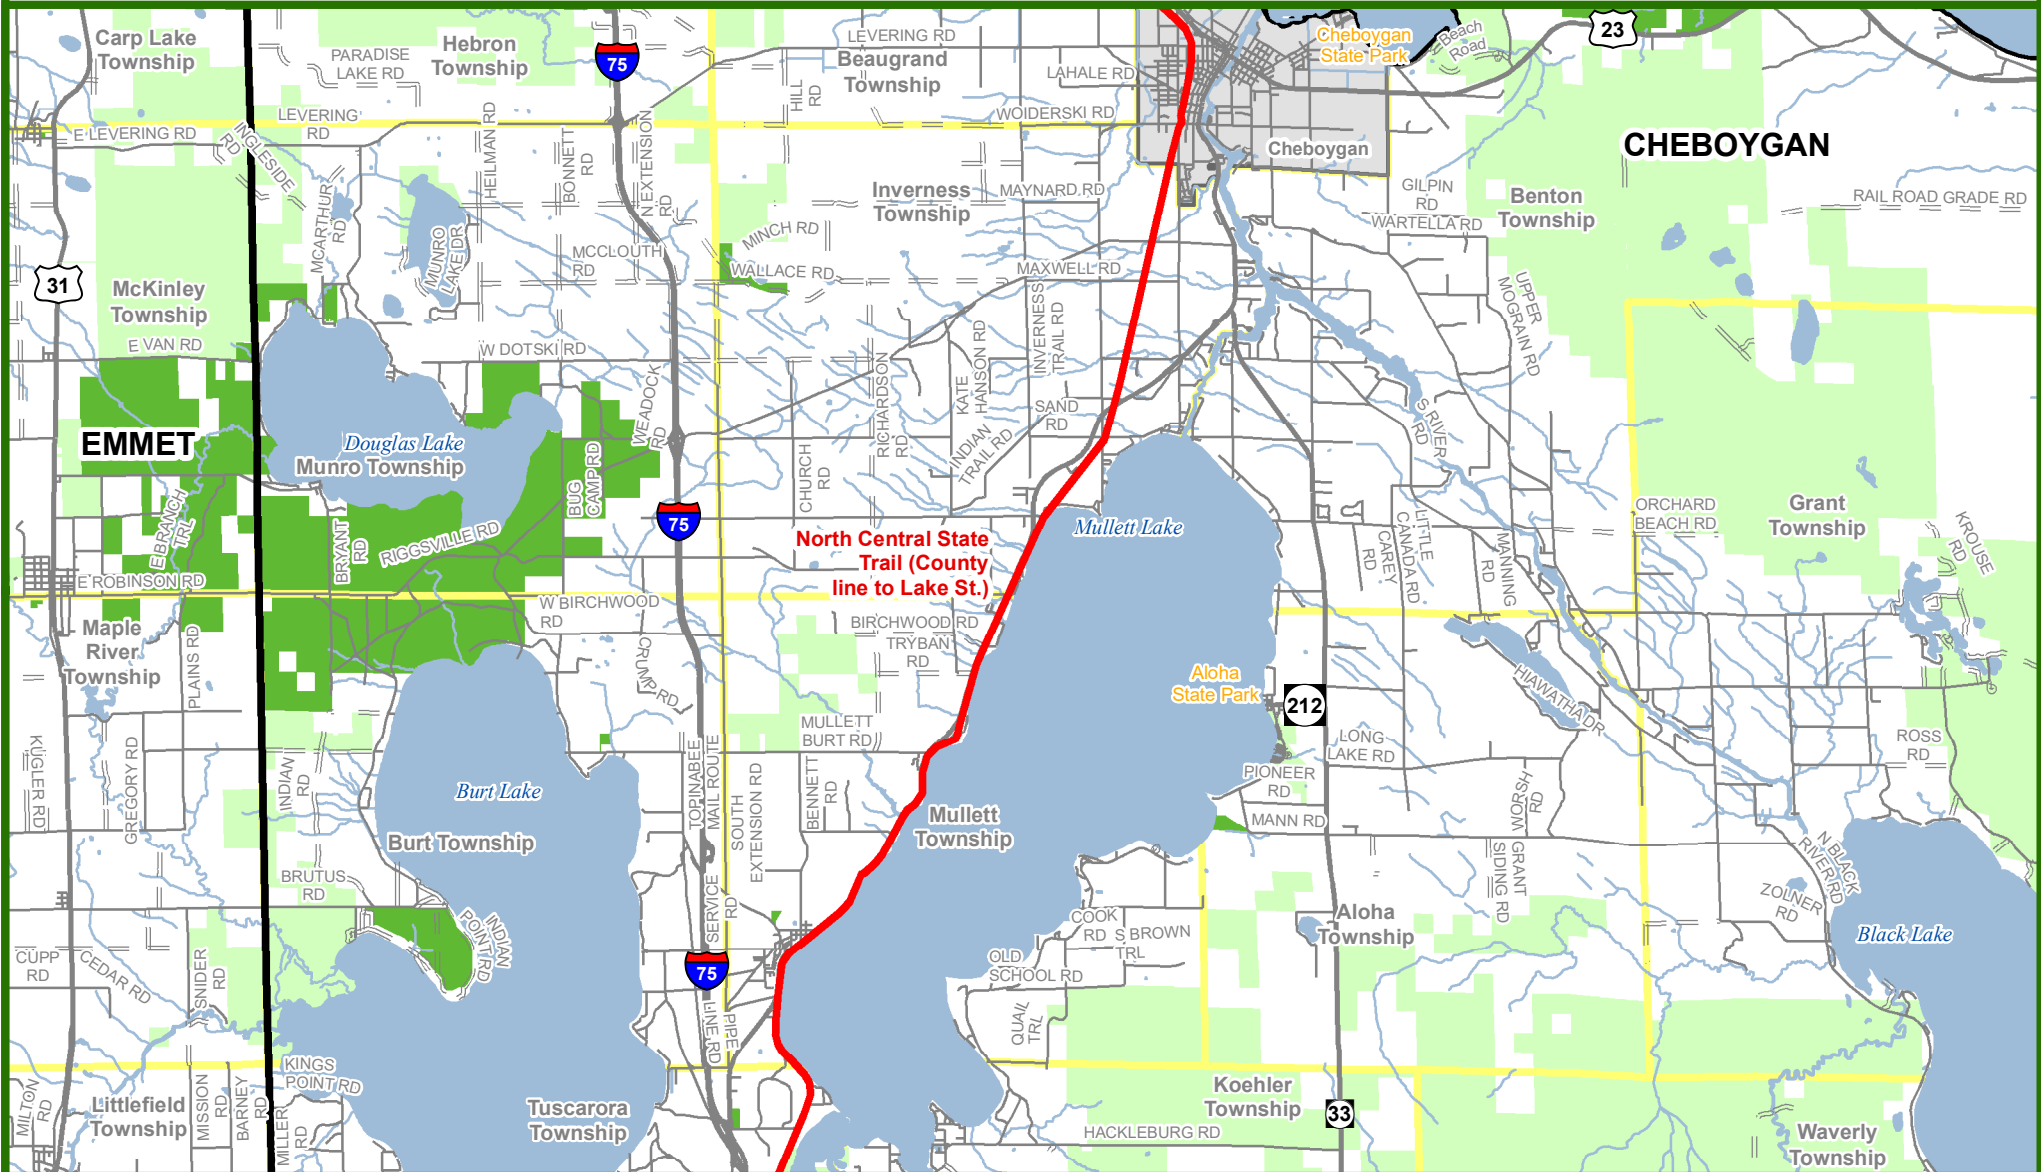 Carp Lake
Township
PARADISE
LAKE RD
Hebron
Township
75
LEVERING RD
Beaugrand
Township
LAHALE RD
Cheboygan
State Park
Beach
Road
23
E LEVERING RD
INGLESIDE
RD
LEVERING
RD
HEILMAN RD
BONNETT
RD
N EXTENSION
RD
HILL
RD
WOIDERSKI RD
Cheboygan
CHEBOYGAN
MCARTHUR
RD
MUNRO
LAKE DR
MCCLOUTH
RD
MINCH RD
WALLACE RD
Inverness
Township
MAYNARD RD
MAXWELL RD
GILPIN
RD
WARTELLA RD
Benton
Township
RAIL ROAD GRADE RD
31
McKinley
Township
E VAN RD
W DOTSKI RD
WEADOCK
RD
RICHARDSON
RD
KATE
HANSON RD
INVERNESS
TRAIL RD
SAND
RD
INDIAN
TRAIL RD
UPPER
MOGRAIN RD
S RIVER
RD
EMMET
Douglas Lake
Munro Township
BUG
CAMP RD
CHURCH
RD
75
E BRANCH
TRL
BRYANT
RD
RIGGSVILLE RD
North Central State
Trail (County
line to Lake St.)
Mullett Lake
CAREY
RD
LITTLE
CANADA RD
MANNING
RD
ORCHARD
BEACH RD
Grant
Township
KROUSE
RD
E ROBINSON RD
W BIRCHWOOD
RD
BIRCHWOOD RD
TRYBAN
RD
Maple
River
Township
PLAINS RD
CRUMP RD
Aloha
State Park
212
HIAWATHA DR
KUGLER RD
GREGORY RD
INDIAN
RD
Burt Lake
Burt Township
TOPINABEE
MAIL ROUTE
SOUTH
EXTENSION RD
MULLETT
BURT RD
BENNETT
RD
Mullett
Township
PIONEER
RD
LONG
LAKE RD
MANN RD
WORSH
RD
GRANT
SIDING RD
ROSS
RD
N BLACK
RIVER RD
ZOLNER
RD
BRUTUS
RD
INDIAN
POINT RD
SERVICE
RD
75
COOK
RD
S BROWN
TRL
OLD
SCHOOL RD
QUAIL
TRL
Aloha
Township
Black Lake
CUPP
RD
CEDAR RD
SNIDER
RD
KINGS
POINT RD
PIPE
LINE RD
MILTON
RD
Littlefield
Township
MISSION
RD
BARNEY
RD
MILLER
RD
Tuscarora
Township
Koehler
Township
33
HACKLEBURG RD
Waverly
Township